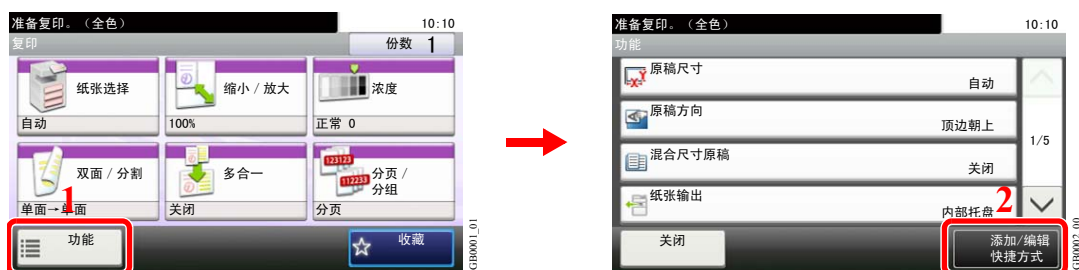 准备复印。（全色）
10:10
复印
份数 1
纸张选择
自动
缩小 / 放大
100%
浓度
正常 0
双面 / 分割
单面→单面
多合一
关闭
123123
112233
分页 /
分组
分页
1
功能
收藏
GB0001_01
准备复印。（全色）
10:10
功能
原稿尺寸
自动
原稿方向
顶边朝上
混合尺寸原稿
关闭
纸张输出
内部托盘
1/5
2
关闭
添加/编辑
快捷方式
GB0002_00